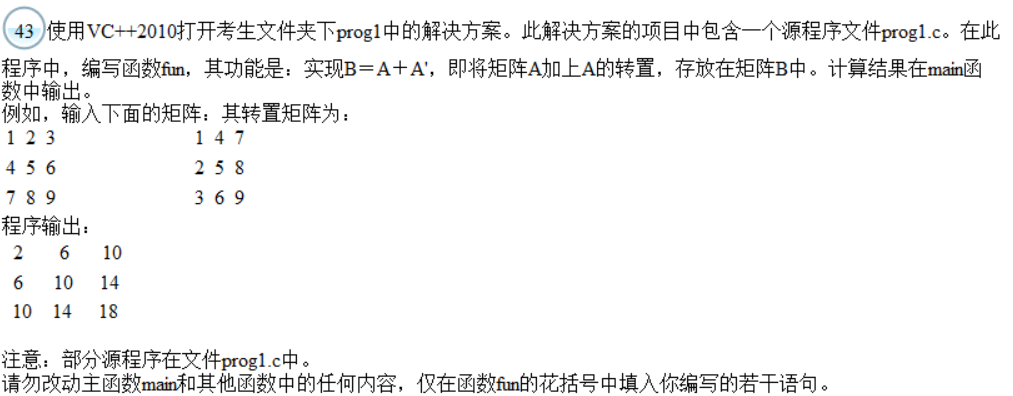 43 使用VC++2010打开考生文件夹下prog1中的解决方案。此解决方案的项目中包含一个源程序文件prog1.c。在此
程序中，编写函数fun，其功能是：实现B＝A＋A'，即将矩阵A加上A的转置，存放在矩阵B中。计算结果在main函
数中输出。
例如，输入下面的矩阵：其转置矩阵为：
1 2 3 1 4 7
4 5 6 2 5 8
7 8 9 3 6 9
程序输出：
2 6 10
6 10 14
10 14 18
注意：部分源程序在文件prog1.c中。
请勿改动主函数main和其他函数中的任何内容，仅在函数fun的花括号中填入你编写的若干语句。